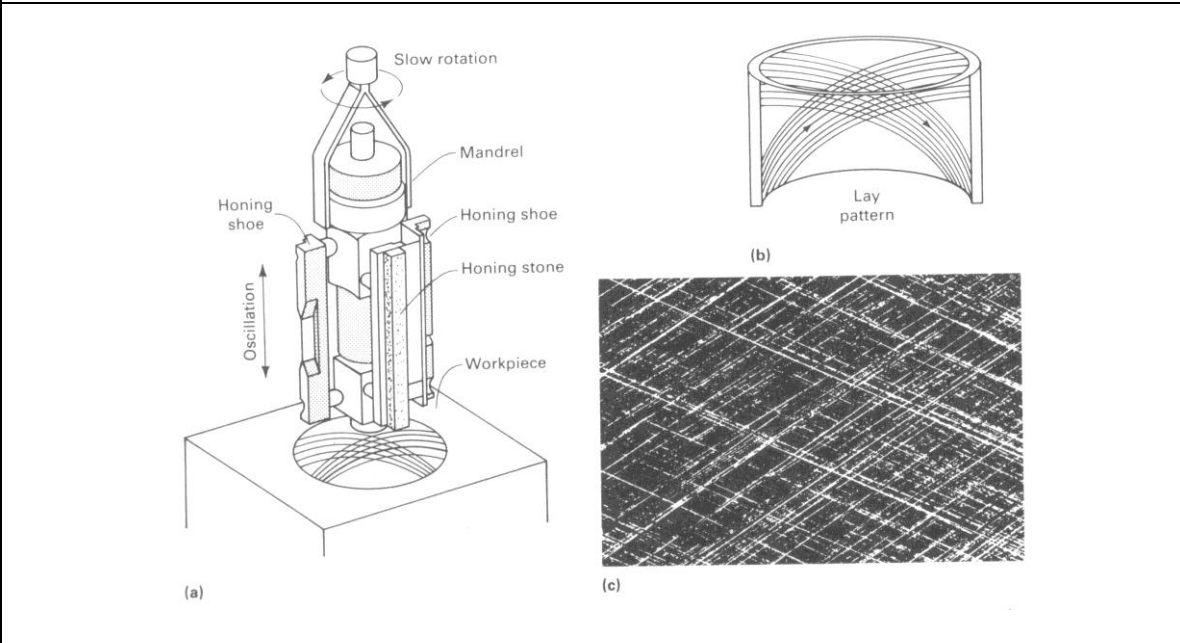 Slow rotation
Mandrel
Honing
shoe
Honing shoe
Honing stone
Oscillation
Workpiece
(a)
Lay
pattern
(b)
(c)